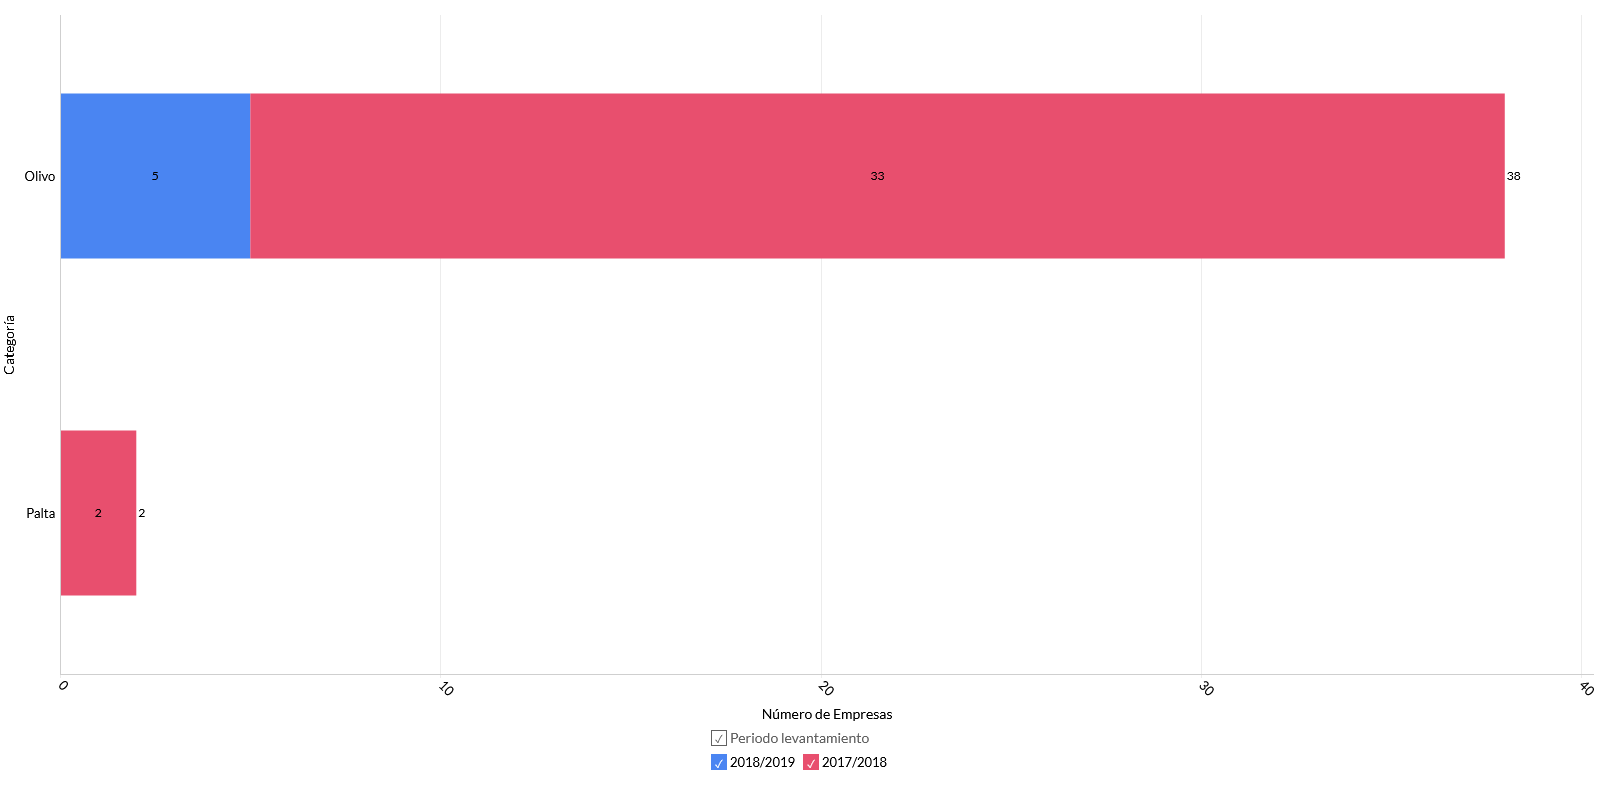 Categoría
Olivo
5
33
38
Palta
2
2
0
10
20
30
40
Número de Empresas
Periodo levantamiento
2018/2019 2017/2018